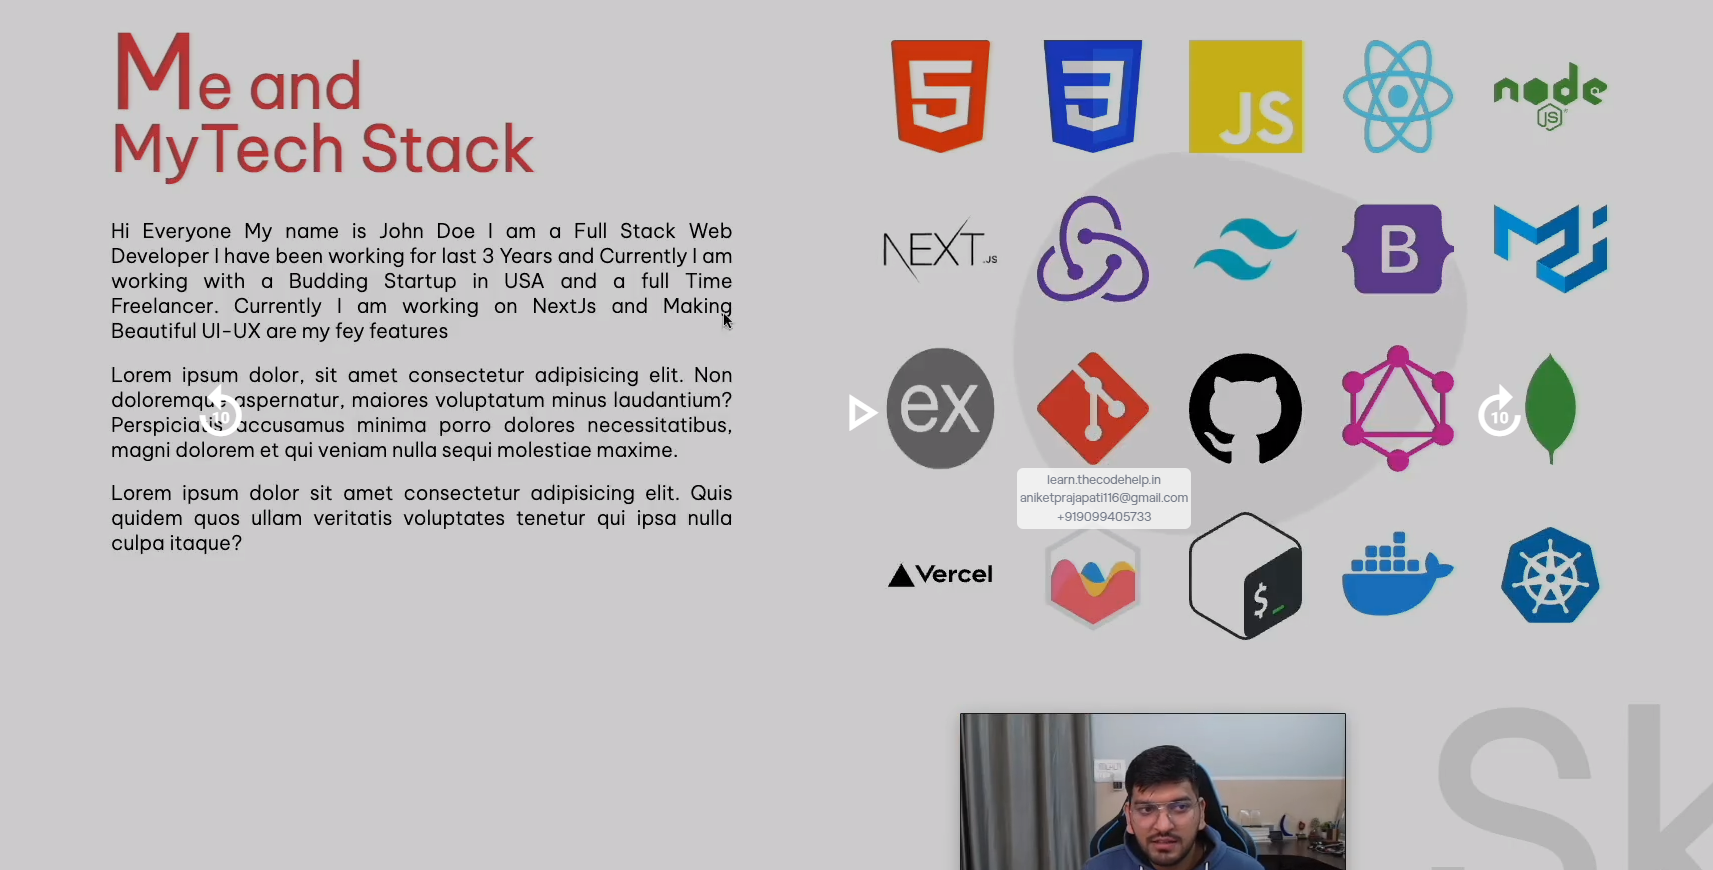 Me and
MyTech Stack
Hi Everyone My name is John Doe I am a Full Stack Web
Developer I have been working for last 3 Years and Currently I am
working with a Budding Startup in USA and a full Time
Freelancer. Currently I am working on NextJs and Making
Beautiful UI-UX are my fey features
Lorem ipsum dolor, sit amet consectetur adipisicing elit. Non
doloremque aspernatur, maiores voluptatum minus laudantium?
Perspiciatis accusamus minima porro dolores necessitatibus,
magni dolorem et qui veniam nulla sequi molestiae maxime.
Lorem ipsum dolor sit amet consectetur adipisicing elit. Quis
quidem quos ullam veritatis voluptates tenetur qui ipsa nulla
culpa itaque?
10
5
3
JS
node
JS
NEXT.JS
B
ex
10
learn.thecodehelp.in
aniketprajapati116@gmail.com
+919099405733
Vercel
$
Sk